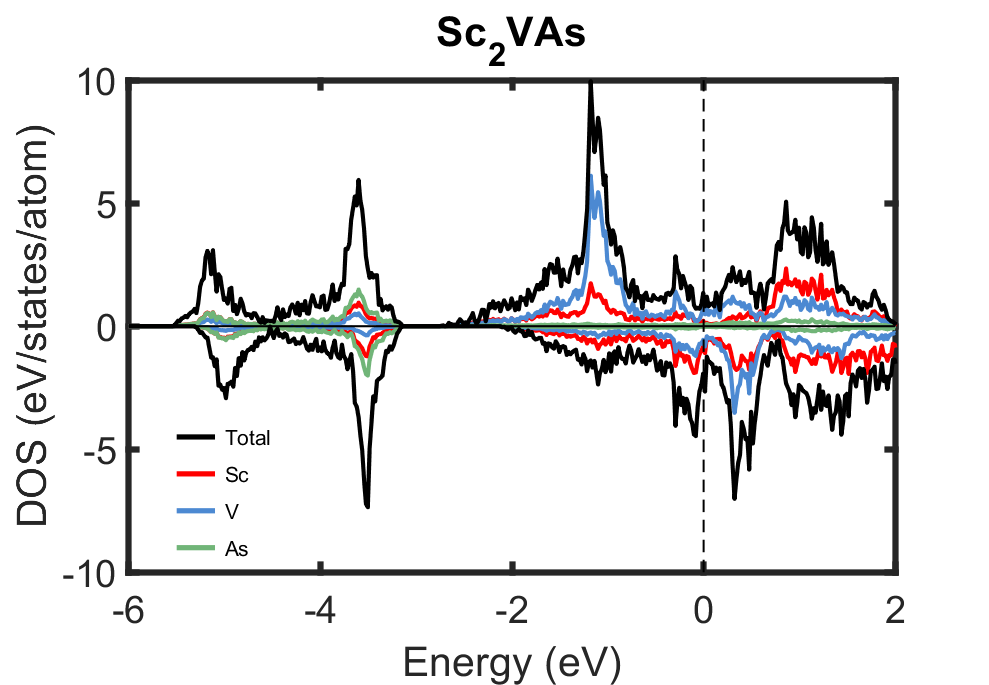 Sc₂VAs
DOS (eV/states/atom)
10
5
0
-5
-10
Total
Sc
V
As
-6 -4 -2 0 2
Energy (eV)